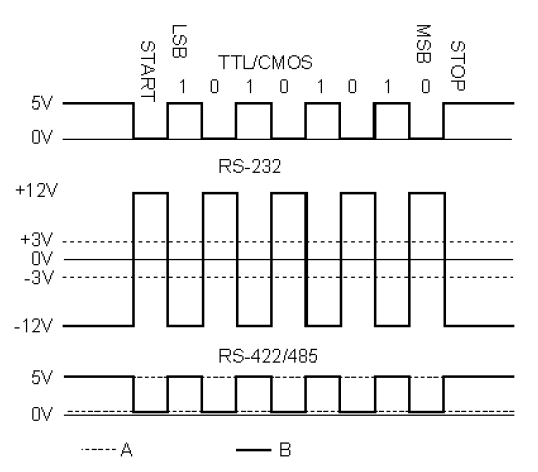 START
LSB
MSB
STOP
TTL/CMOS
1 0 1 0 1 0 1 0
5V
0V
RS-232
+12V
+3V
0V
-3V
-12V
RS-422/485
5V
0V
A B